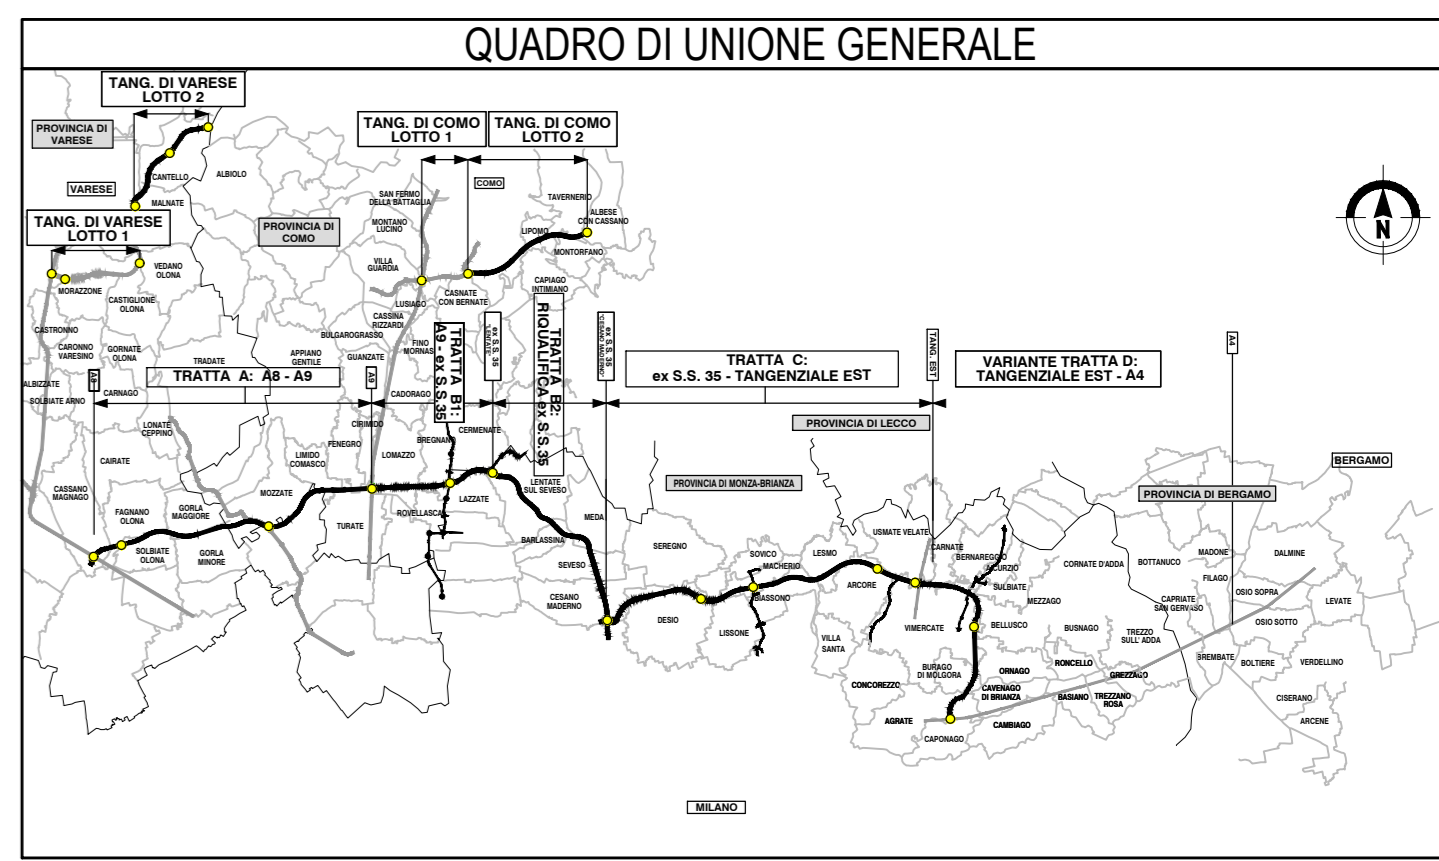 QUADRO DI UNIONE GENERALE
TANG. DI VARESE
LOTTO 2
PROVINCIA DI
VARESE
TANG. DI COMO
LOTTO 1
TANG. DI COMO
LOTTO 2
CANTELLO
ALBIOLO
VARESE
MALNATE
COMO
SAN FERMO
DELLA BATTAGLIA
TAVERNERIO
ALBESE
CON CASSANO
TANG. DI VARESE
LOTTO 1
PROVINCIA DI
COMO
MONTANO
LUCINO
LIPOMO
MONTORFANO
N
VEDANO
OLONA
VILLA
GUARDIA
MORAZZONE
CASTIGLIONE
OLONA
LUSIAGO
CASNATE
CON BERNATE
CAPIAGO
INTIMIANO
CASTRONNO
CASSINA
RIZZARDI
BULGAROGRASSO
CARONNO
VARESINO
GORNATE
OLONA
TRADATE
APPIANO
GENTILE
GUANZATE
FINO
MORNAS
TRATTA B1:
A9 - ex S.S.35
ex S.S. 35
"LENTATE"
TRATTA B2:
RIQUALIFICA ex S.S.35
ex S.S. 35
"CESANO MADERNO"
TANG. EST
A4
ALBIZZATE
A8
TRATTA A: A8 - A9
A9
TRATTA C:
ex S.S. 35 - TANGENZIALE EST
VARIANTE TRATTA D:
TANGENZIALE EST - A4
SOLBIATE ARNO
CARNAGO
CADORAGO
LONATE
CEPPINO
CIRIMIDO
FENEGRO
BREGNANO
CERMENATE
PROVINCIA DI LECCO
CAIRATE
LIMIDO
COMASCO
LOMAZZO
BERGAMO
CASSANO
MAGNAGO
MOZZATE
LAZZATE
LENTATE
SUL SEVESO
PROVINCIA DI MONZA-BRIANZA
PROVINCIA DI BERGAMO
FAGNANO
OLONA
GORLA
MAGGIORE
TURATE
ROVELLASCA
MEDA
SOLBIATE
OLONA
GORLA
MINORE
BARLASSINA
SEREGNO
SOVICO
MACHERIO
LESMO
USMATE VELATE
CARNATE
BERNAREGGIO
AICURZIO
CORNATE D'ADDA
BOTTANUCO
MADONE
DALMINE
SEVESO
FILAGO
CESANO
MADERNO
BIASSONO
ARCORE
SULBIATE
MEZZAGO
CAPRIATE
SAN GERVASO
OSIO SOPRA
LEVATE
DESIO
LISSONE
VILLA
SANTA
VIMERCATE
BELLUSCO
BUSNAGO
TREZZO
SULL' ADDA
OSIO SOTTO
BURAGO
DI MOLGORA
ORNAGO
RONCELLO
GREZZAGO
BREMBATE
BOLTIERE
VERDELLINO
CONCOREZZO
CAVENAGO
DI BRIANZA
BASIANO
TREZZANO
ROSA
CISERANO
AGRATE
CAMBIAGO
ARCENE
CAPONAGO
MILANO